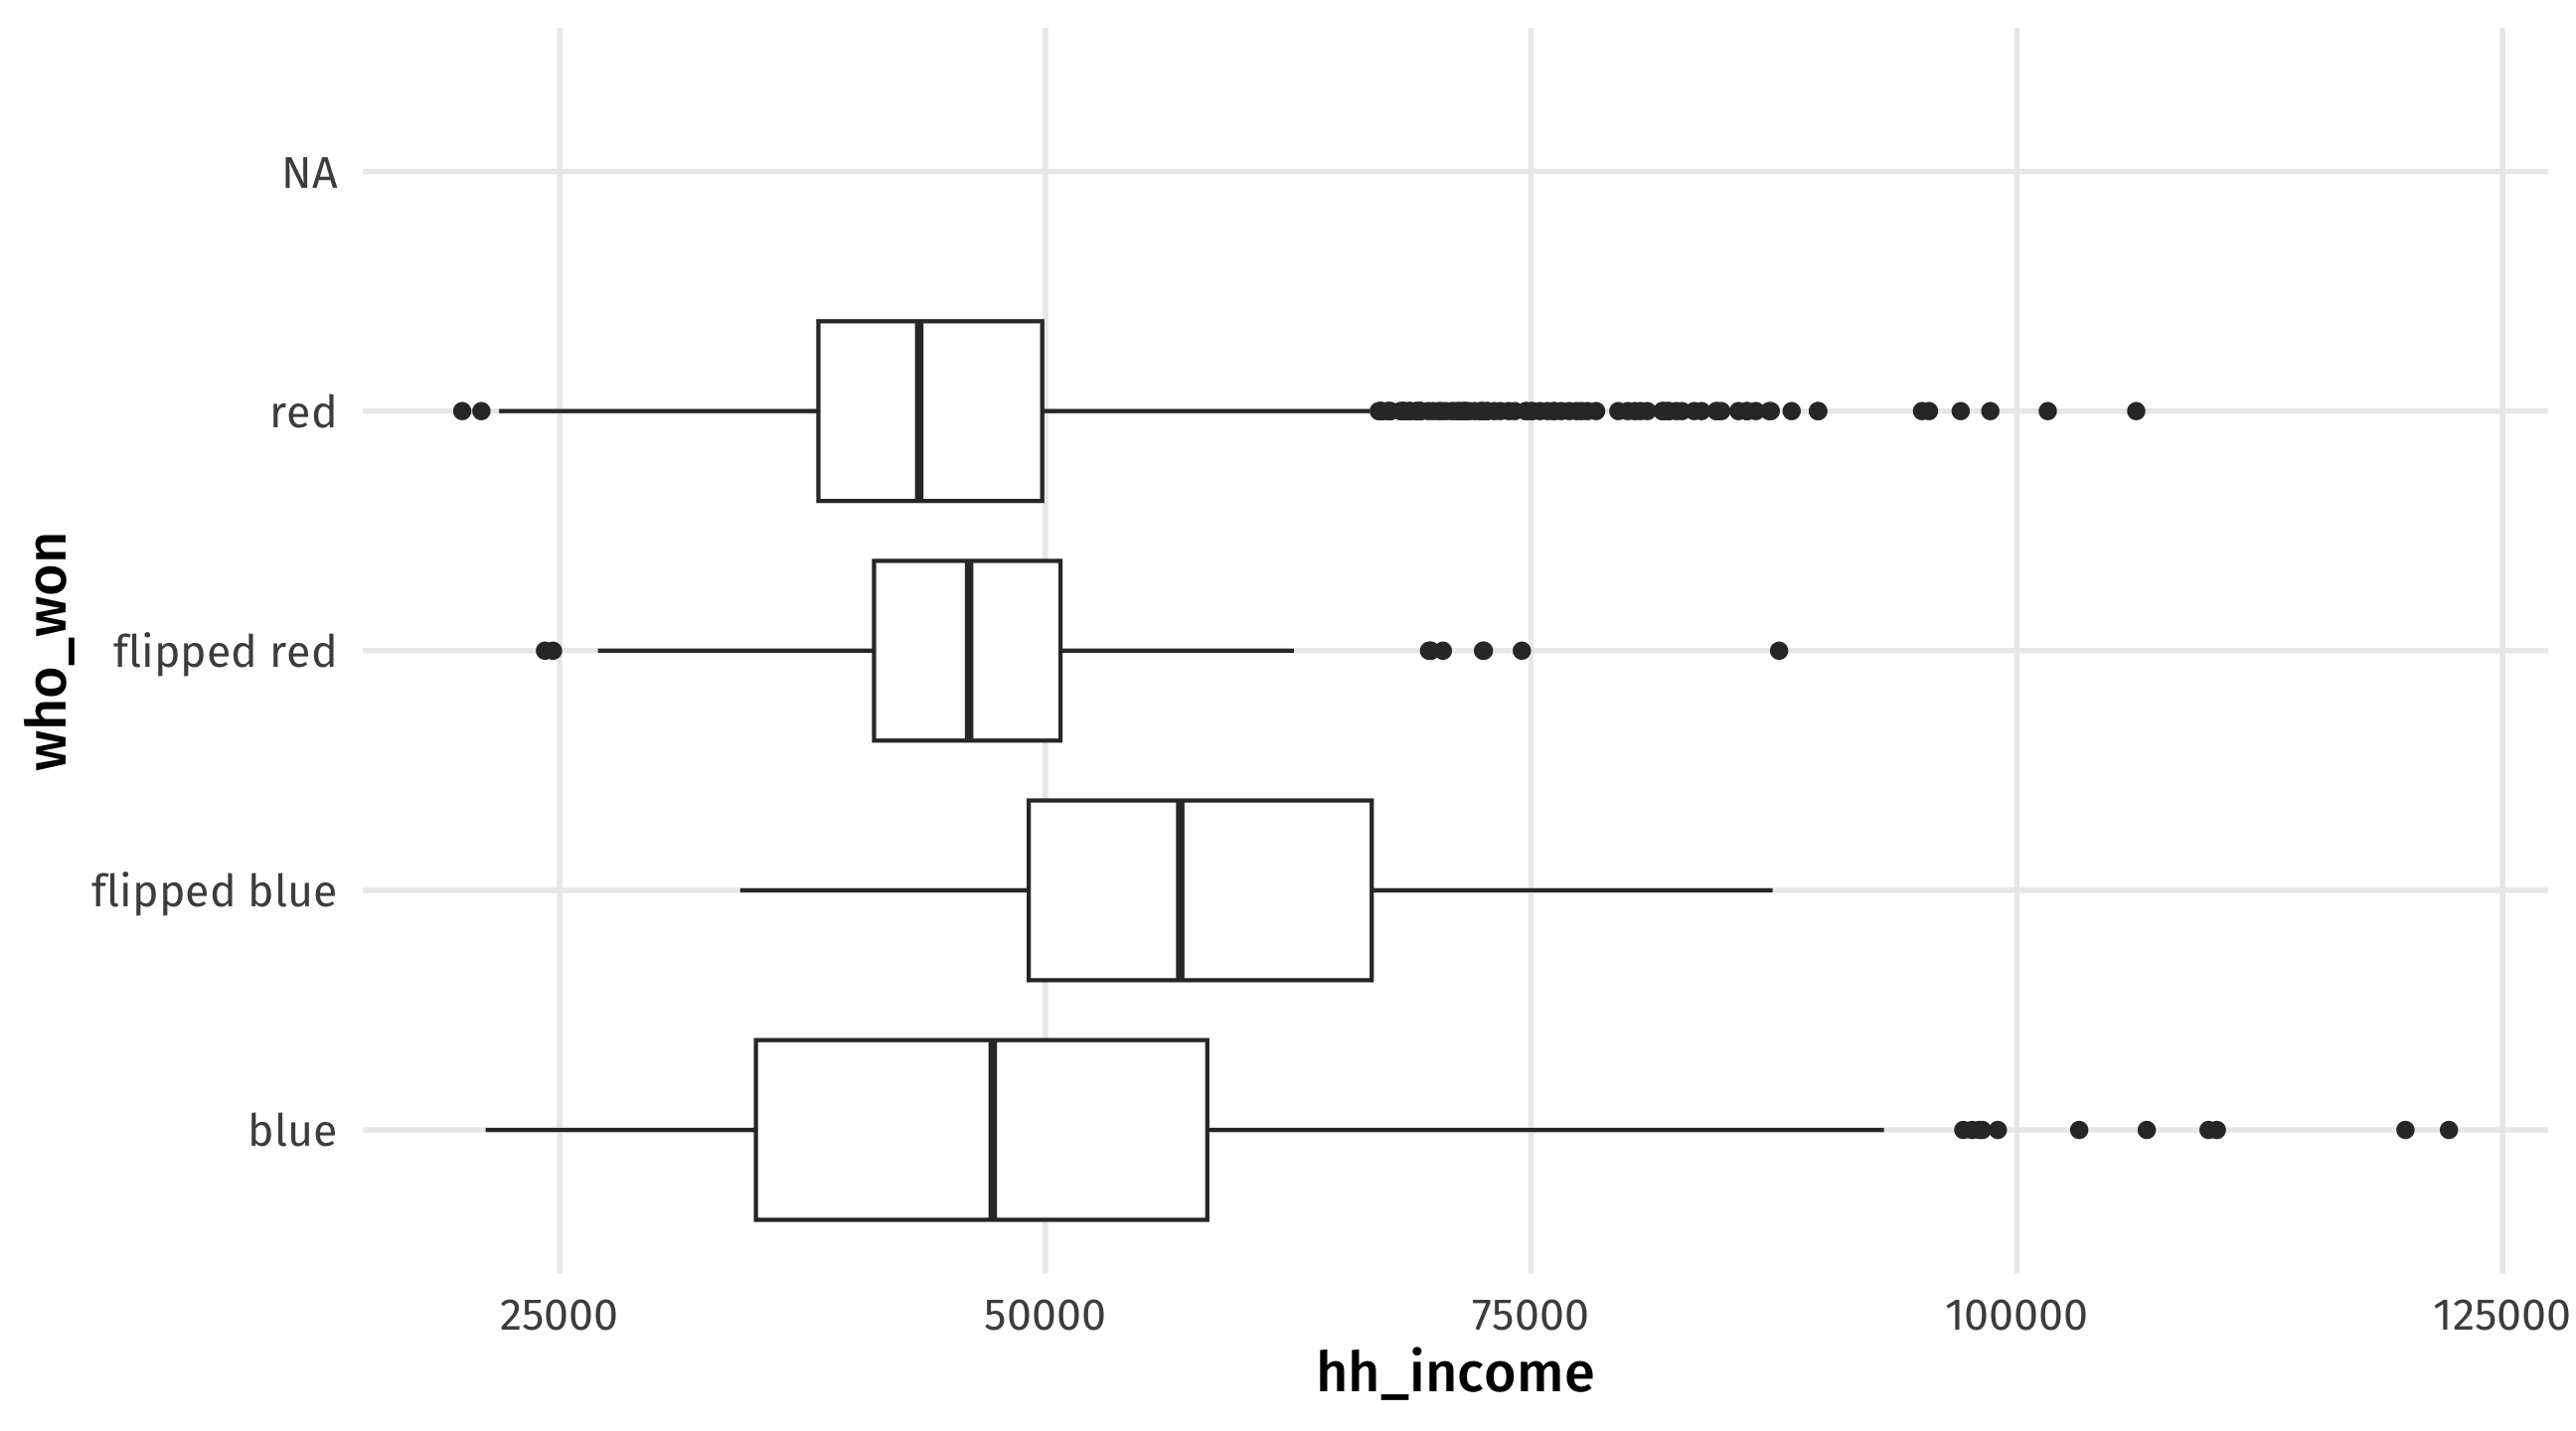 NA
red
flipped red
flipped blue
blue
who_won
25000
50000
75000
100000
125000
hh_income